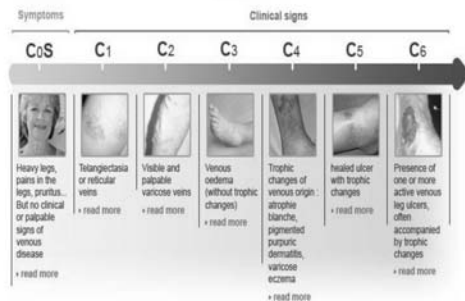 Symptoms
Clinical signs
C0S
C1
C2
C3
C4
C5
C6
Heavy legs,
pains in the
legs, pruritus...
But no clinical
or palpable
signs of
venous
disease
› read more
Telangiectasia
or reticular
veins
› read more
Visible and
palpable
varicose veins
› read more
Venous
oedema
(without trophic
changes)
› read more
Trophic
changes of
venous origin :
atrophie
blanche,
pigmented
purpuric
dermatitis,
varicose
eczema
› read more
healed ulcer
with trophic
changes
› read more
Presence of
one or more
active venous
leg ulcers,
often
accompanied
by trophic
changes
› read more